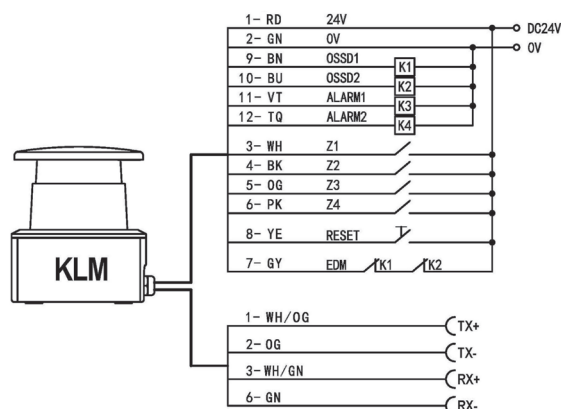 1- RD 24V DC24V
2- GN 0V 0V
9- BN OSSD1 K1
10- BU OSSD2 K2
11- VT ALARM1 K3
12- TQ ALARM2 K4
3- WH Z1
4- BK Z2
5- OG Z3
6- PK Z4
8- YE RESET
7- GY EDM K1 K2
KLM
1- WH/OG TX+
2- OG TX-
3- WH/GN RX+
6- GN RX-